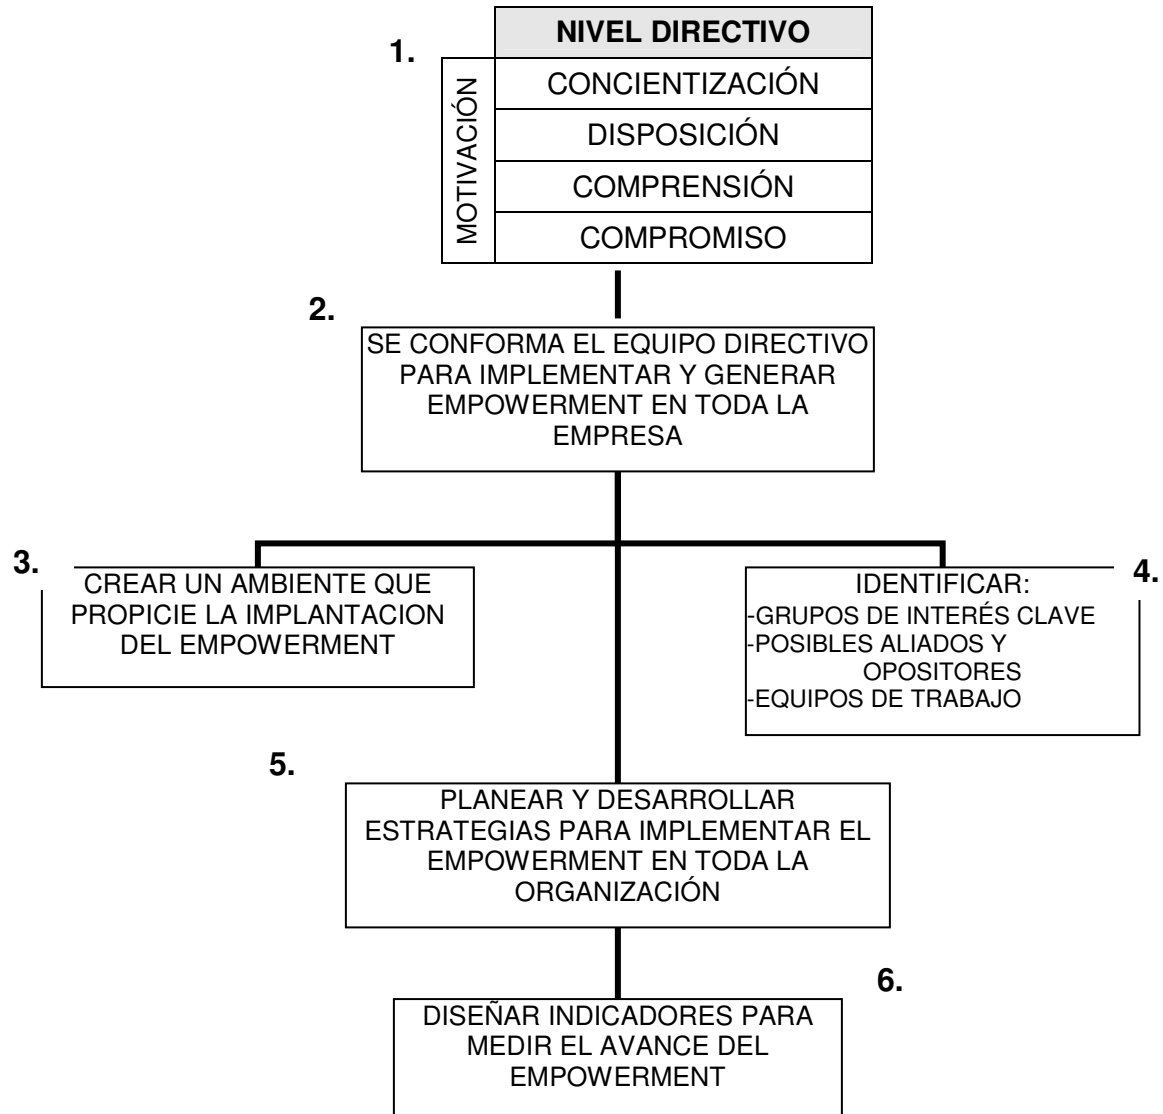 1.
NIVEL DIRECTIVO
MOTIVACIÓN
CONCIENTIZACIÓN
DISPOSICIÓN
COMPRENSIÓN
COMPROMISO
2.
SE CONFORMA EL EQUIPO DIRECTIVO
PARA IMPLEMENTAR Y GENERAR
EMPOWERMENT EN TODA LA
EMPRESA
3.
CREAR UN AMBIENTE QUE
PROPICIE LA IMPLANTACION
DEL EMPOWERMENT
4.
IDENTIFICAR:
-GRUPOS DE INTERÉS CLAVE
-POSIBLES ALIADOS Y
OPOSITORES
-EQUIPOS DE TRABAJO
5.
PLANEAR Y DESARROLLAR
ESTRATEGIAS PARA IMPLEMENTAR EL
EMPOWERMENT EN TODA LA
ORGANIZACIÓN
6.
DISEÑAR INDICADORES PARA
MEDIR EL AVANCE DEL
EMPOWERMENT